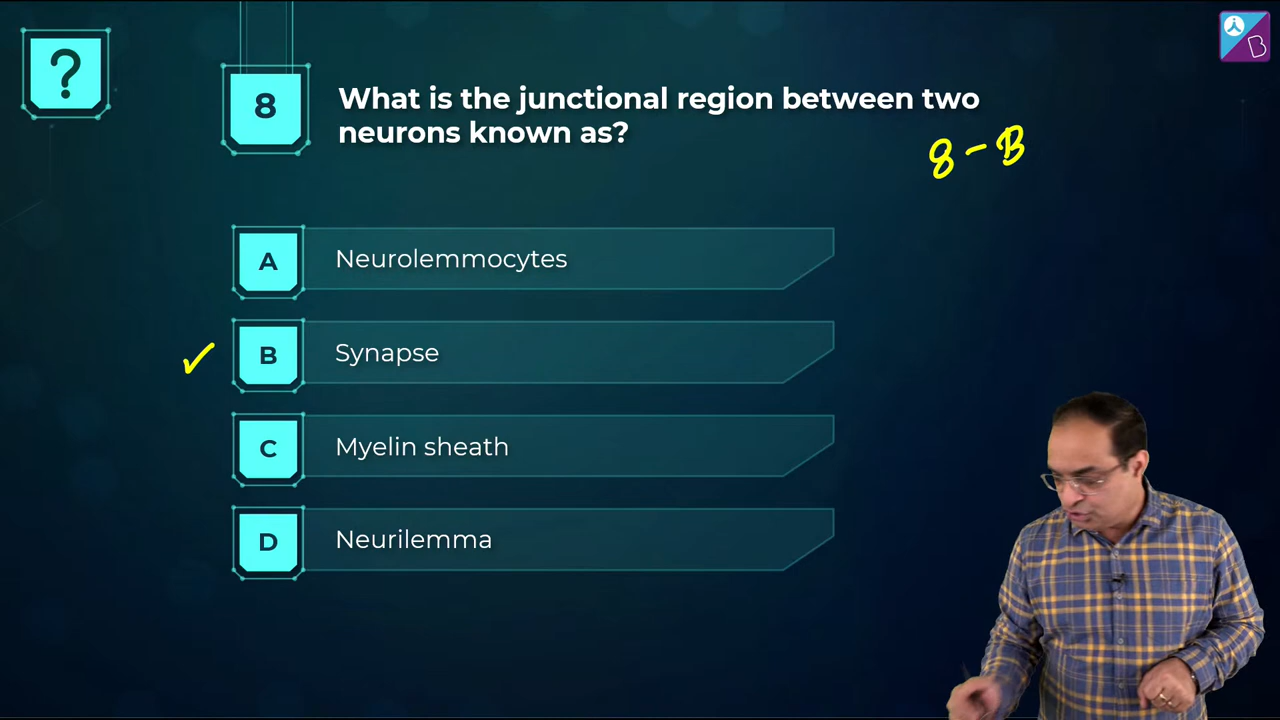 ?
8
What is the junctional region between two
neurons known as?
8 - B
A
Neurolemmocytes
B
Synapse
C
Myelin sheath
D
Neurilemma
B